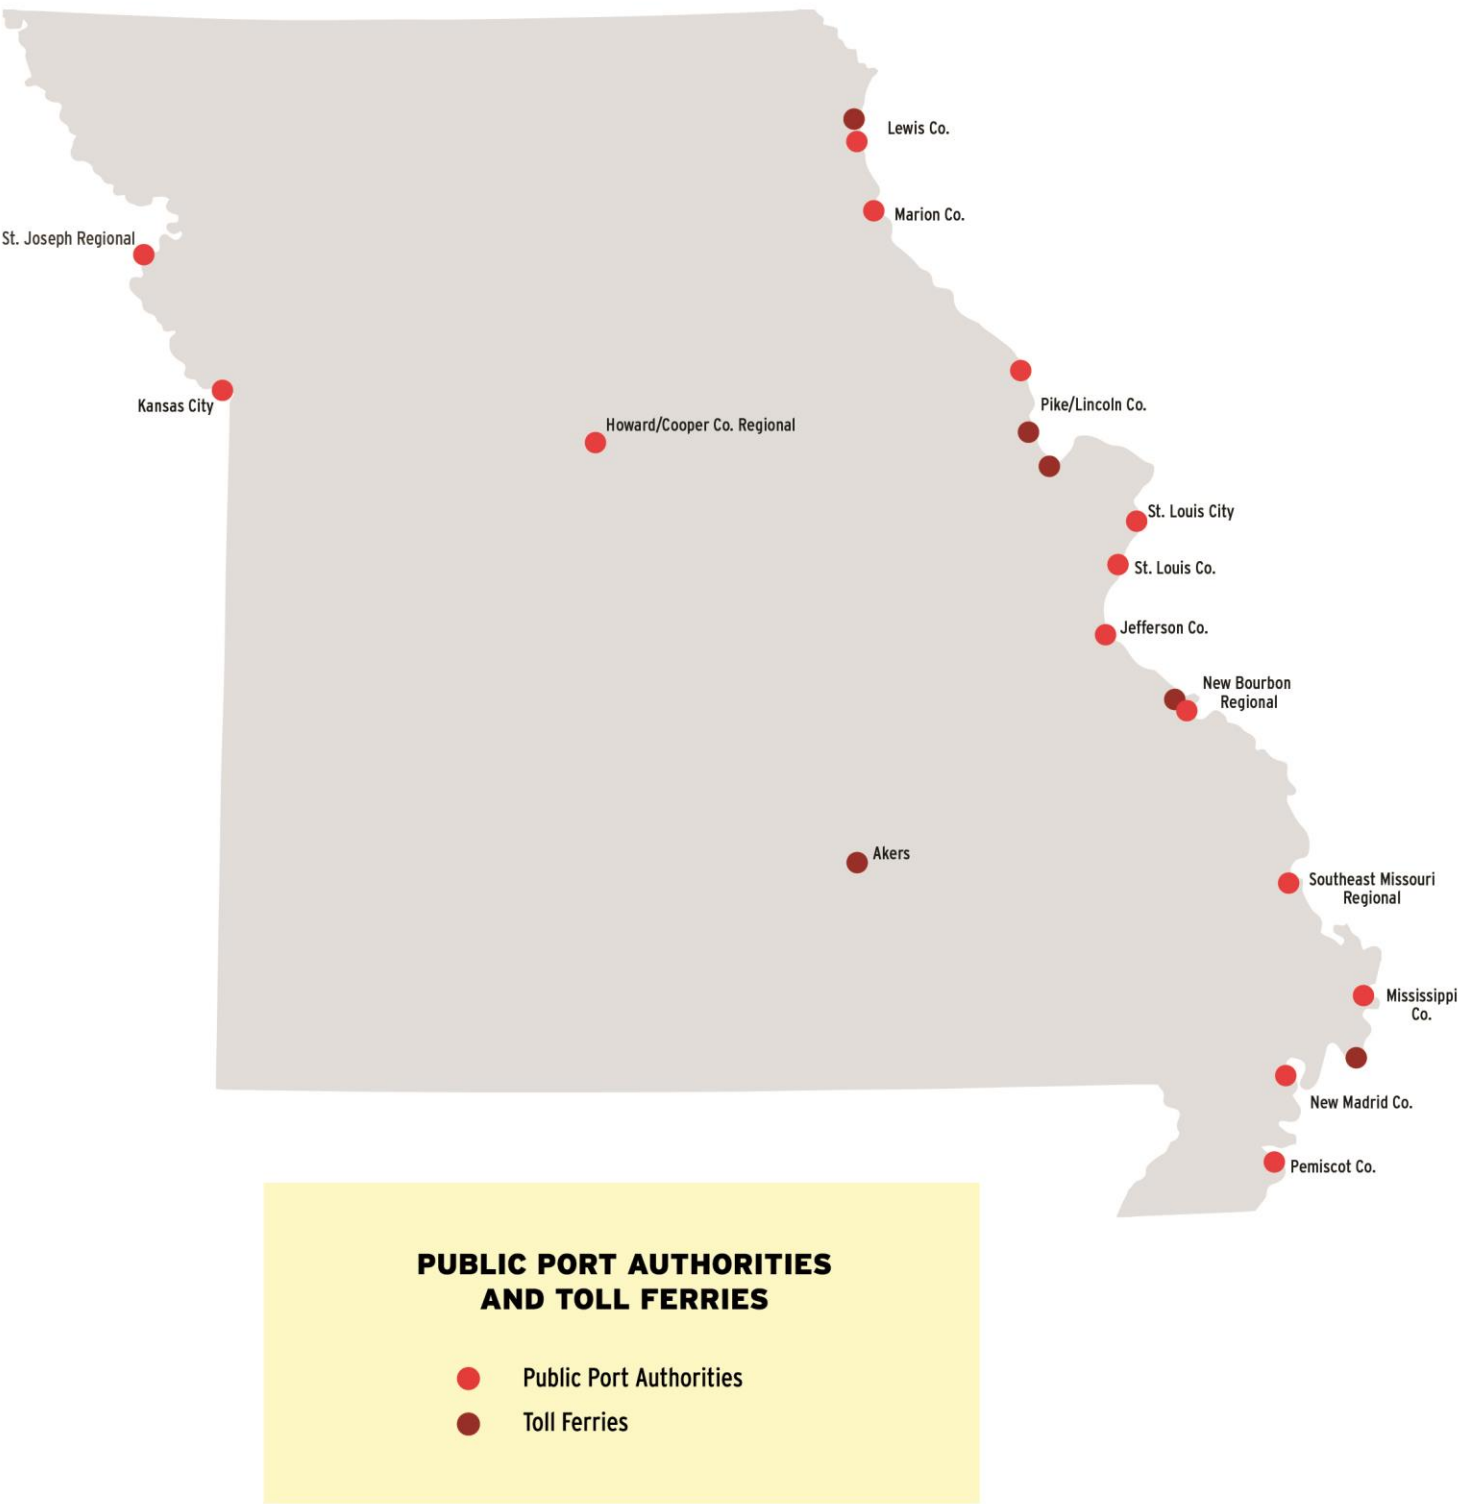 Lewis Co.
Marion Co.
St. Joseph Regional
Kansas City
Pike/Lincoln Co.
Howard/Cooper Co. Regional
St. Louis City
St. Louis Co.
Jefferson Co.
New Bourbon
Regional
Akers
Southeast Missouri
Regional
Mississippi
Co.
New Madrid Co.
Pemiscot Co.
PUBLIC PORT AUTHORITIES
AND TOLL FERRIES
Public Port Authorities
Toll Ferries